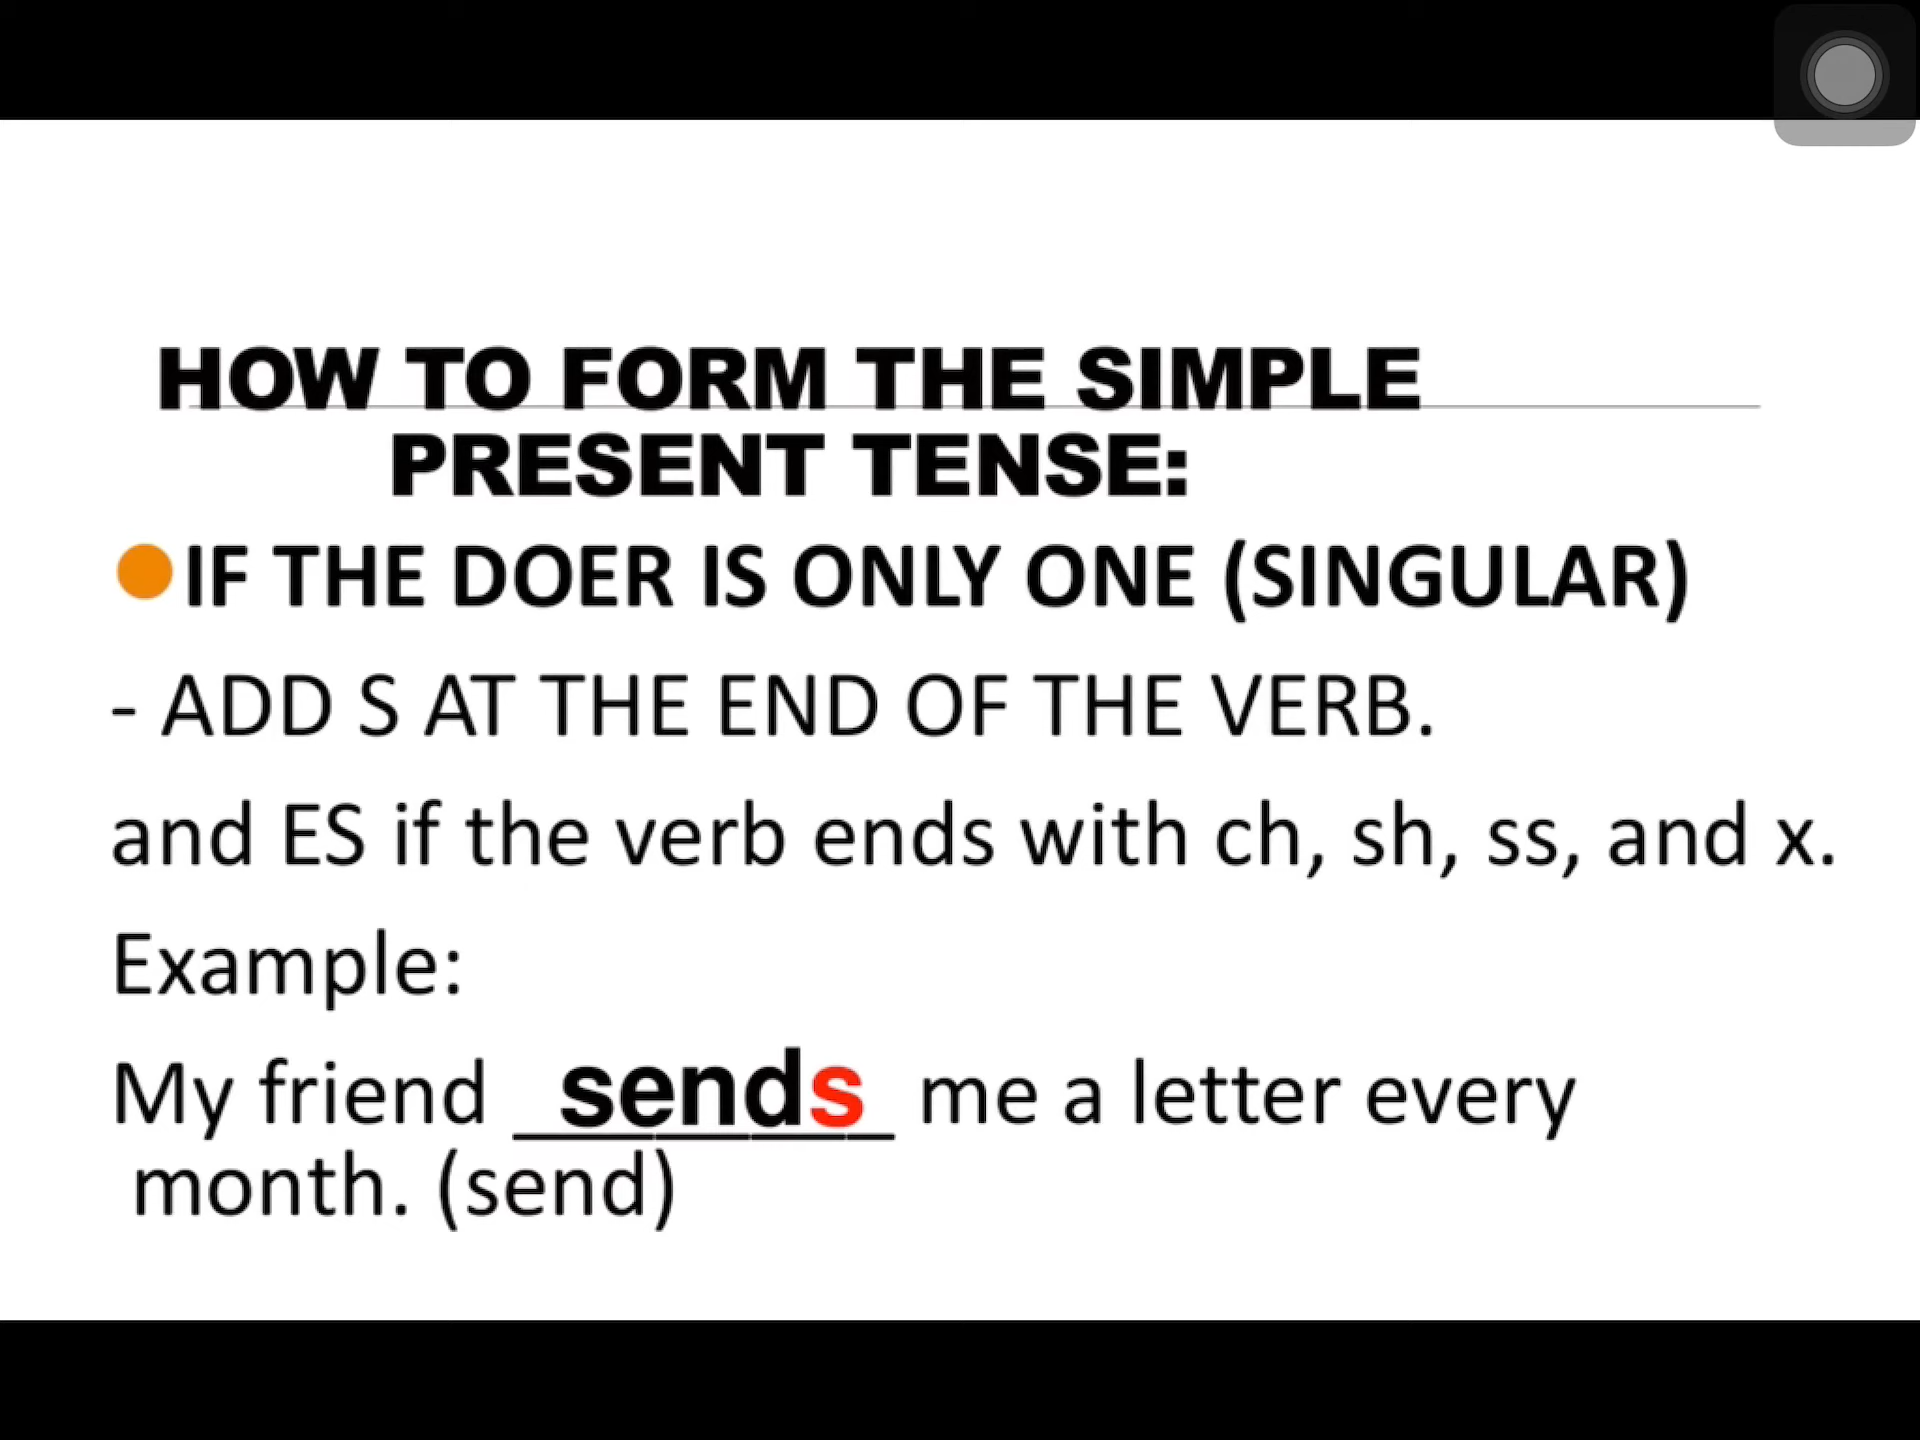 HOW TO FORM THE SIMPLE
PRESENT TENSE:
IF THE DOER IS ONLY ONE (SINGULAR)
- ADD S AT THE END OF THE VERB.
and ES if the verb ends with ch, sh, ss, and x.
Example:
My friend sends me a letter every
month. (send)